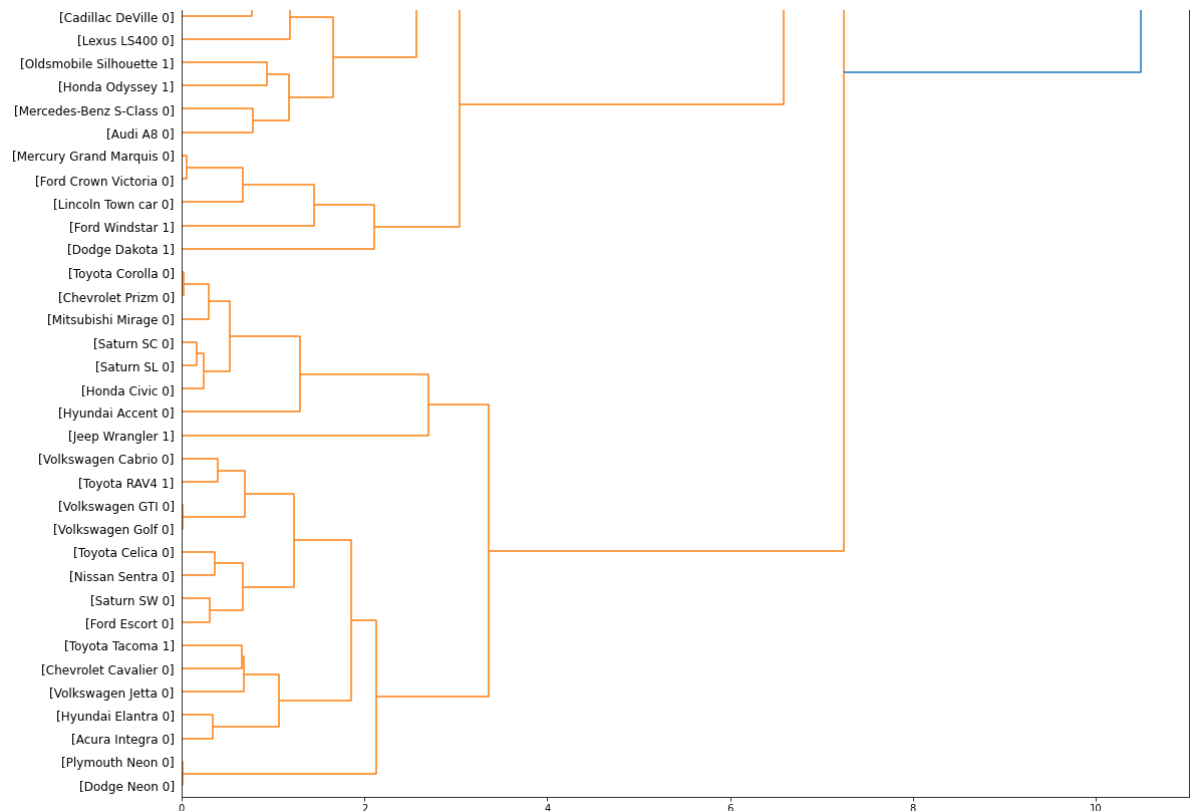 [Cadillac DeVille 0]
[Lexus LS400 0]
[Oldsmobile Silhouette 1]
[Honda Odyssey 1]
[Mercedes-Benz S-Class 0]
[Audi A8 0]
[Mercury Grand Marquis 0]
[Ford Crown Victoria 0]
[Lincoln Town car 0]
[Ford Windstar 1]
[Dodge Dakota 1]
[Toyota Corolla 0]
[Chevrolet Prizm 0]
[Mitsubishi Mirage 0]
[Saturn SC 0]
[Saturn SL 0]
[Honda Civic 0]
[Hyundai Accent 0]
[Jeep Wrangler 1]
[Volkswagen Cabrio 0]
[Toyota RAV4 1]
[Volkswagen GTI 0]
[Volkswagen Golf 0]
[Toyota Celica 0]
[Nissan Sentra 0]
[Saturn SW 0]
[Ford Escort 0]
[Toyota Tacoma 1]
[Chevrolet Cavalier 0]
[Volkswagen Jetta 0]
[Hyundai Elantra 0]
[Acura Integra 0]
[Plymouth Neon 0]
[Dodge Neon 0]
0 2 4 6 8 10